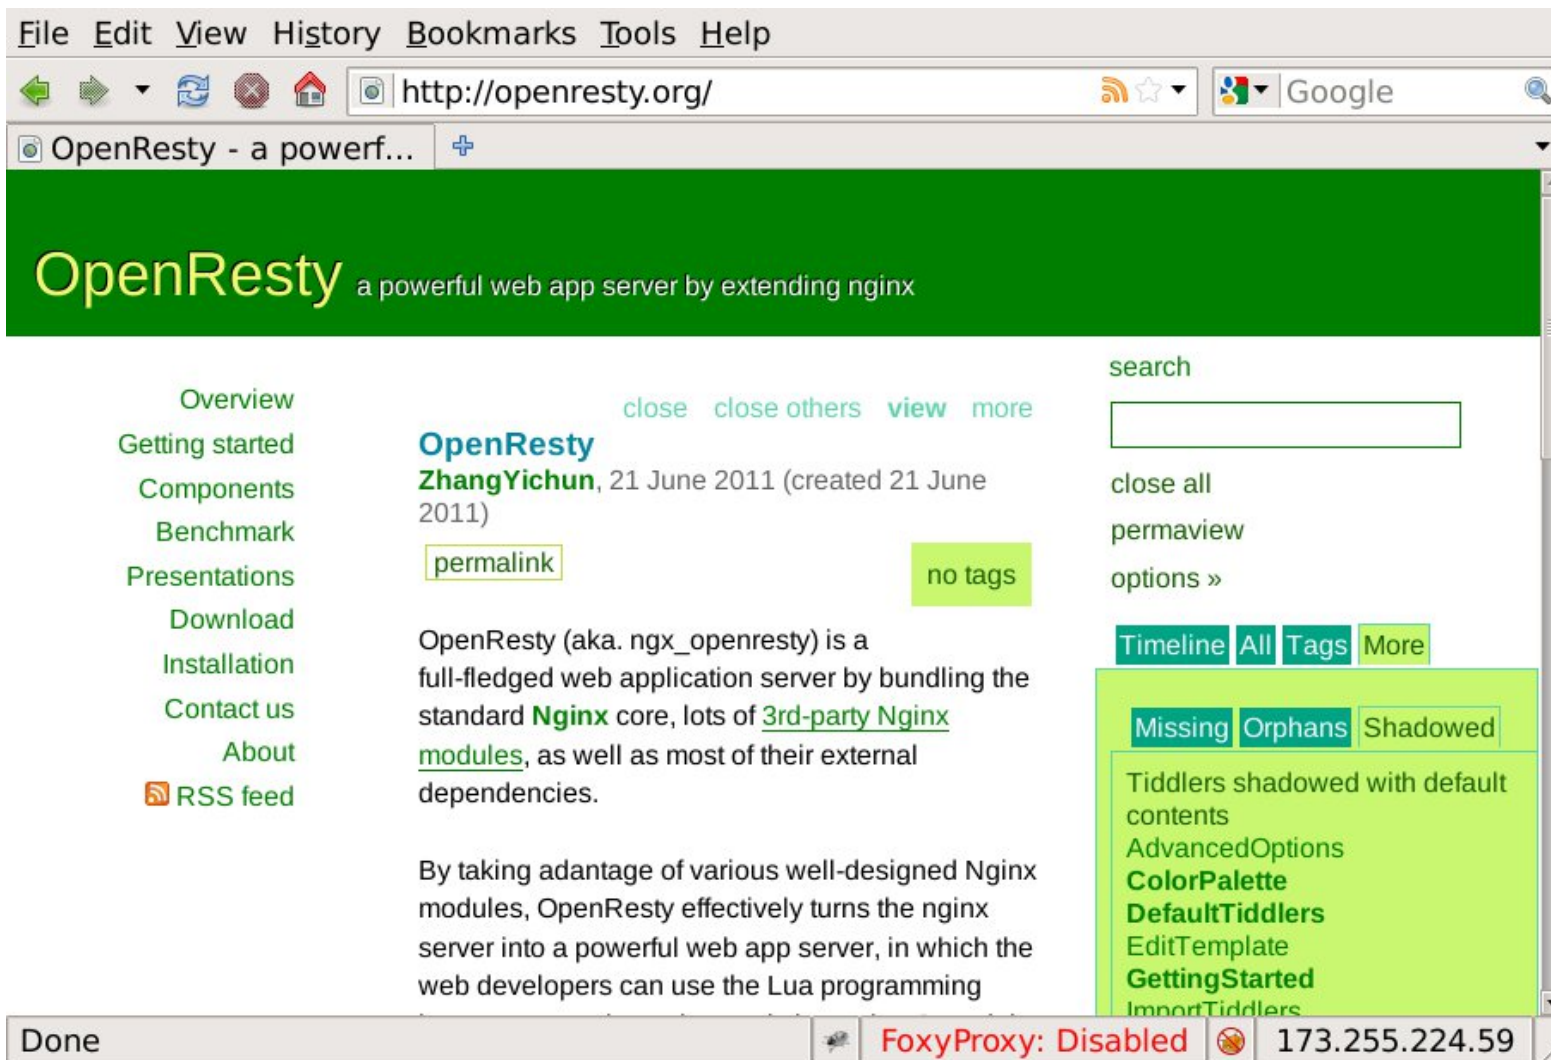 File Edit View History Bookmarks Tools Help
http://openresty.org/
Google
OpenResty - a powerf...
OpenResty a powerful web app server by extending nginx
Overview
Getting started
Components
Benchmark
Presentations
Download
Installation
Contact us
About
RSS feed
close close others view more
OpenResty
ZhangYichun, 21 June 2011 (created 21 June
2011)
permalink
no tags
OpenResty (aka. ngx_openresty) is a
full-fledged web application server by bundling the
standard Nginx core, lots of 3rd-party Nginx
modules, as well as most of their external
dependencies.
By taking adantage of various well-designed Nginx
modules, OpenResty effectively turns the nginx
server into a powerful web app server, in which the
web developers can use the Lua programming
search
close all
permaview
options »
Timeline All Tags More
Missing Orphans Shadowed
Tiddlers shadowed with default
contents
AdvancedOptions
ColorPalette
DefaultTiddlers
EditTemplate
GettingStarted
ImportTiddlers
Done
FoxyProxy: Disabled
173.255.224.59